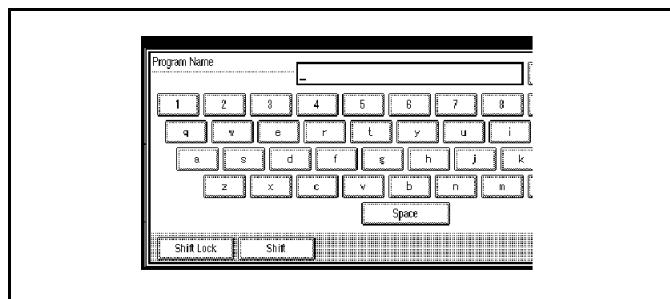 Program Name
_
1 2 3 4 5 6 7 8
q w e r t y u i
a s d f g h j k
z x c v b n m
Space
Shift Lock Shift